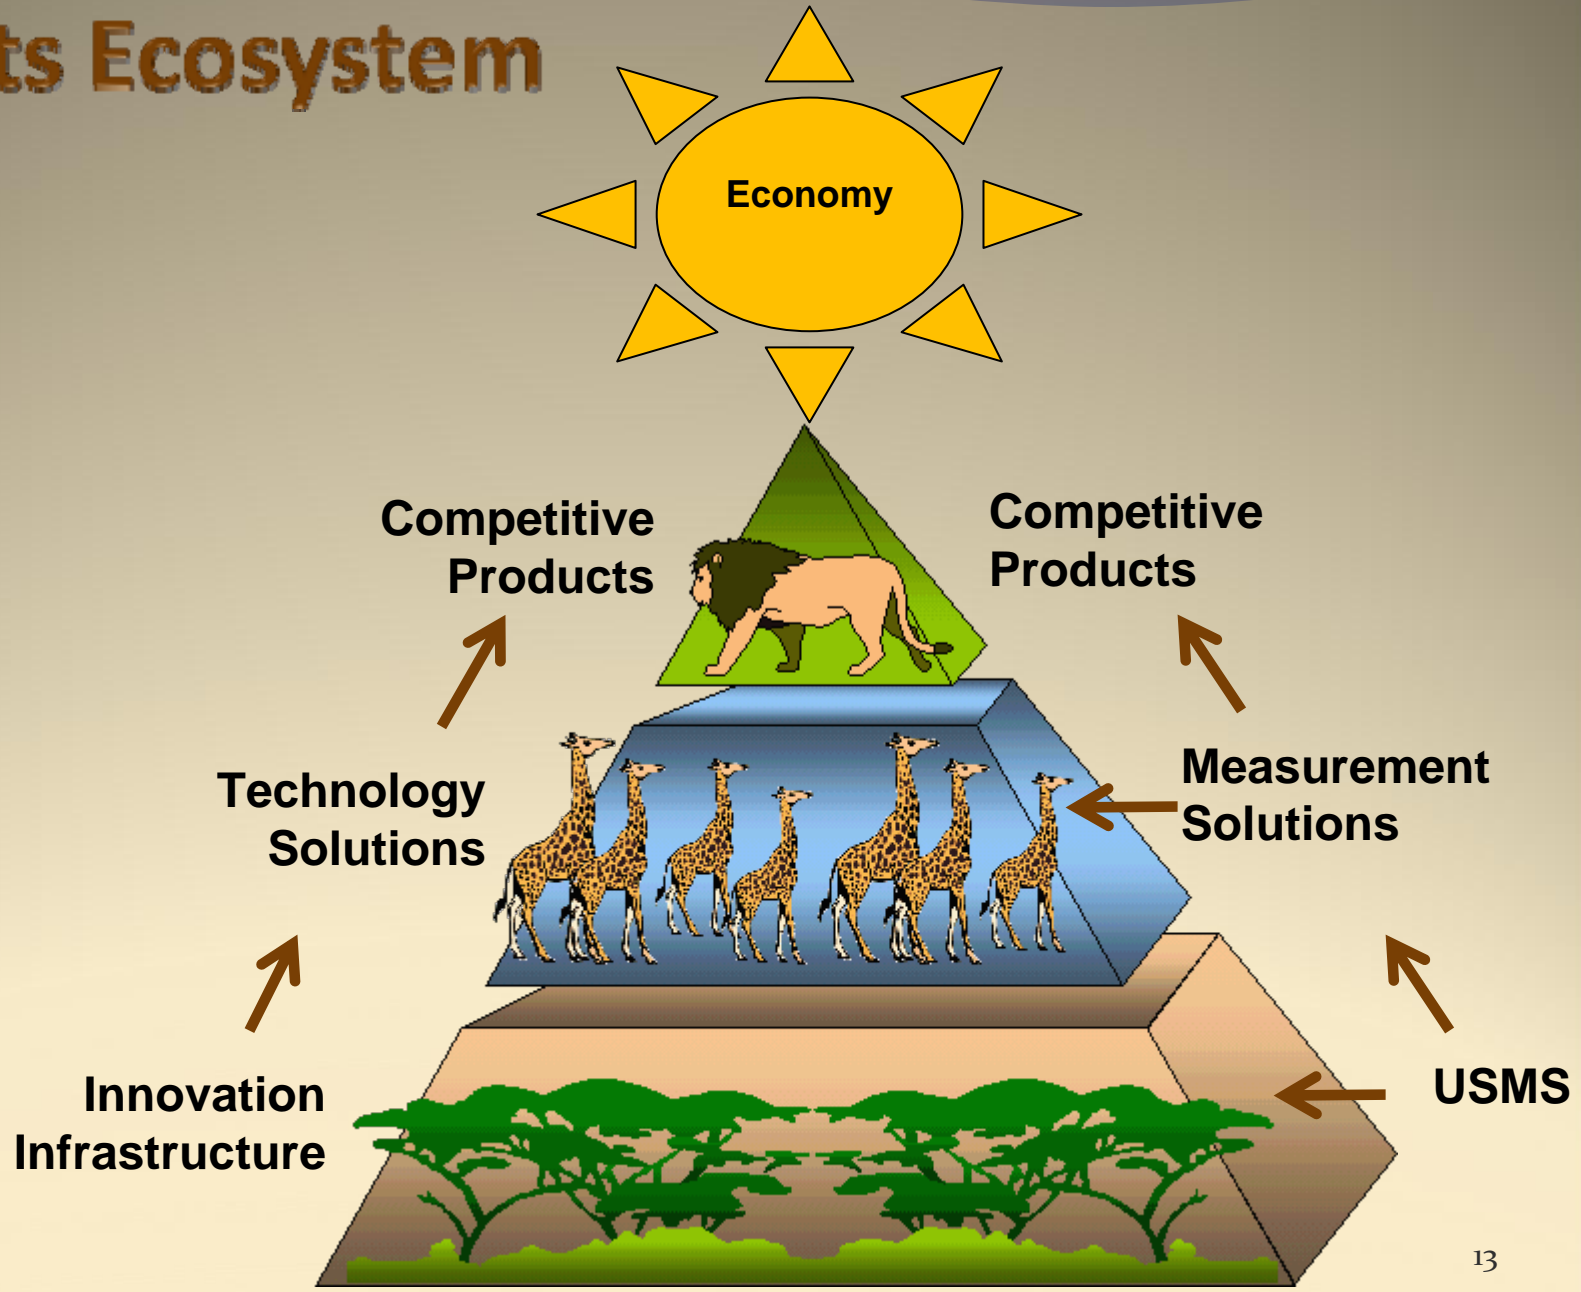 ts Ecosystem
Economy
Competitive
Products
Competitive
Products
Technology
Solutions
Measurement
Solutions
Innovation
Infrastructure
USMS
13